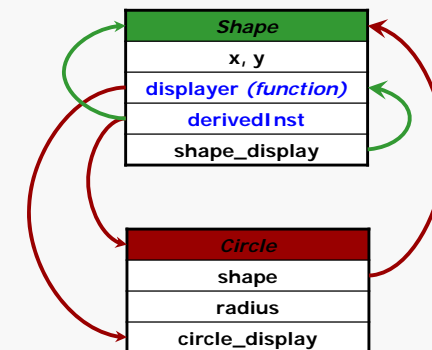 Shape
x, y
displayer (function)
derivedInst
shape_display
Circle
shape
radius
circle_display